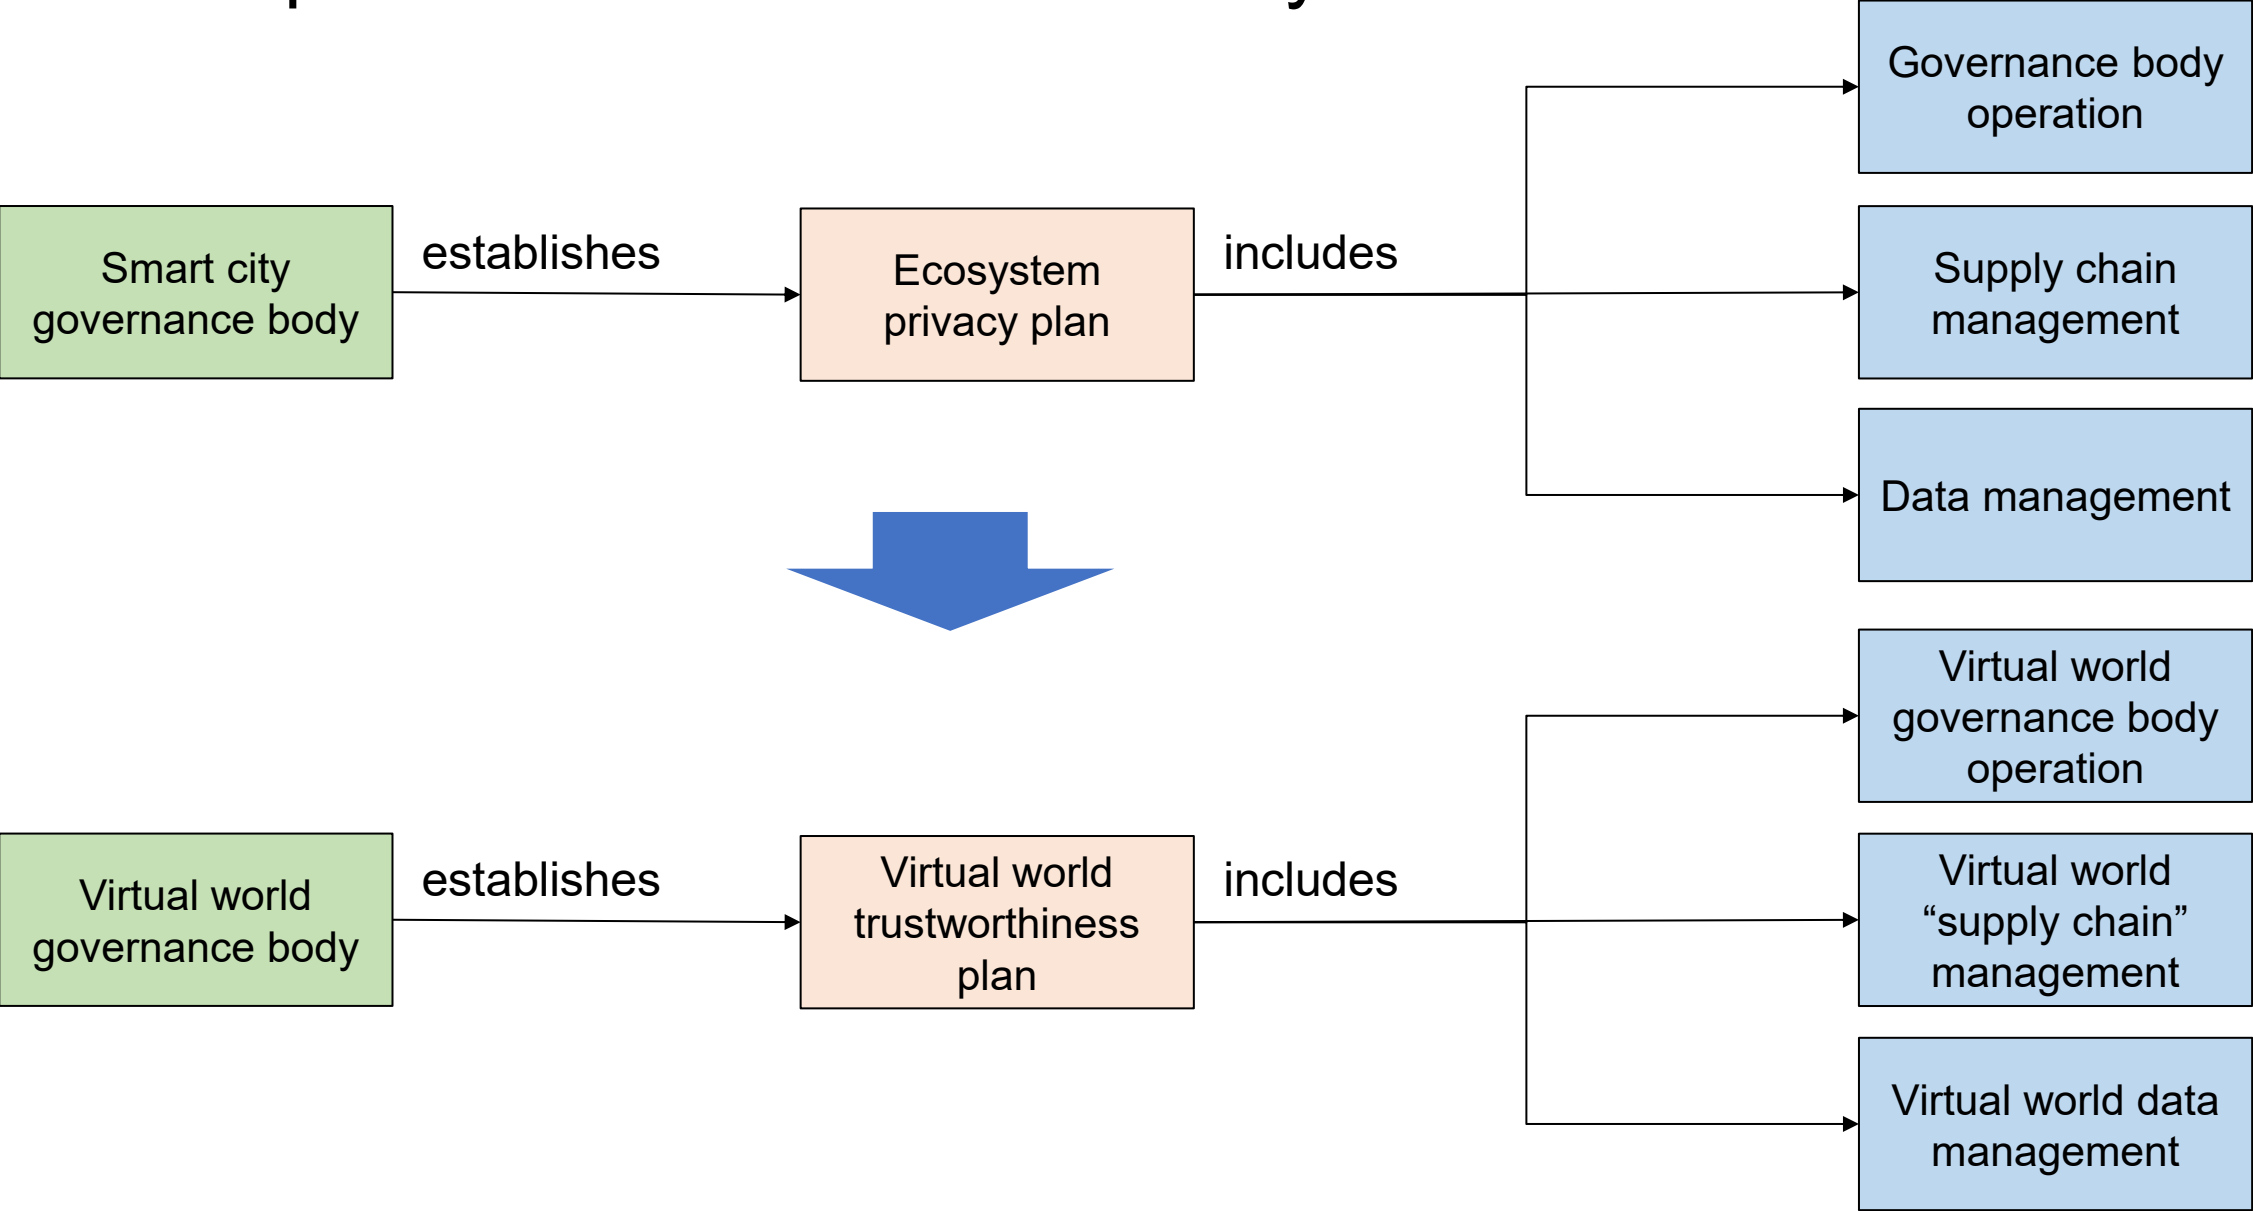 Governance body
operation
Smart city
governance body
establishes
Ecosystem
privacy plan
includes
Supply chain
management
Data management
Virtual world
governance body
operation
Virtual world
governance body
establishes
Virtual world
trustworthiness
plan
includes
Virtual world
“supply chain”
management
Virtual world data
management